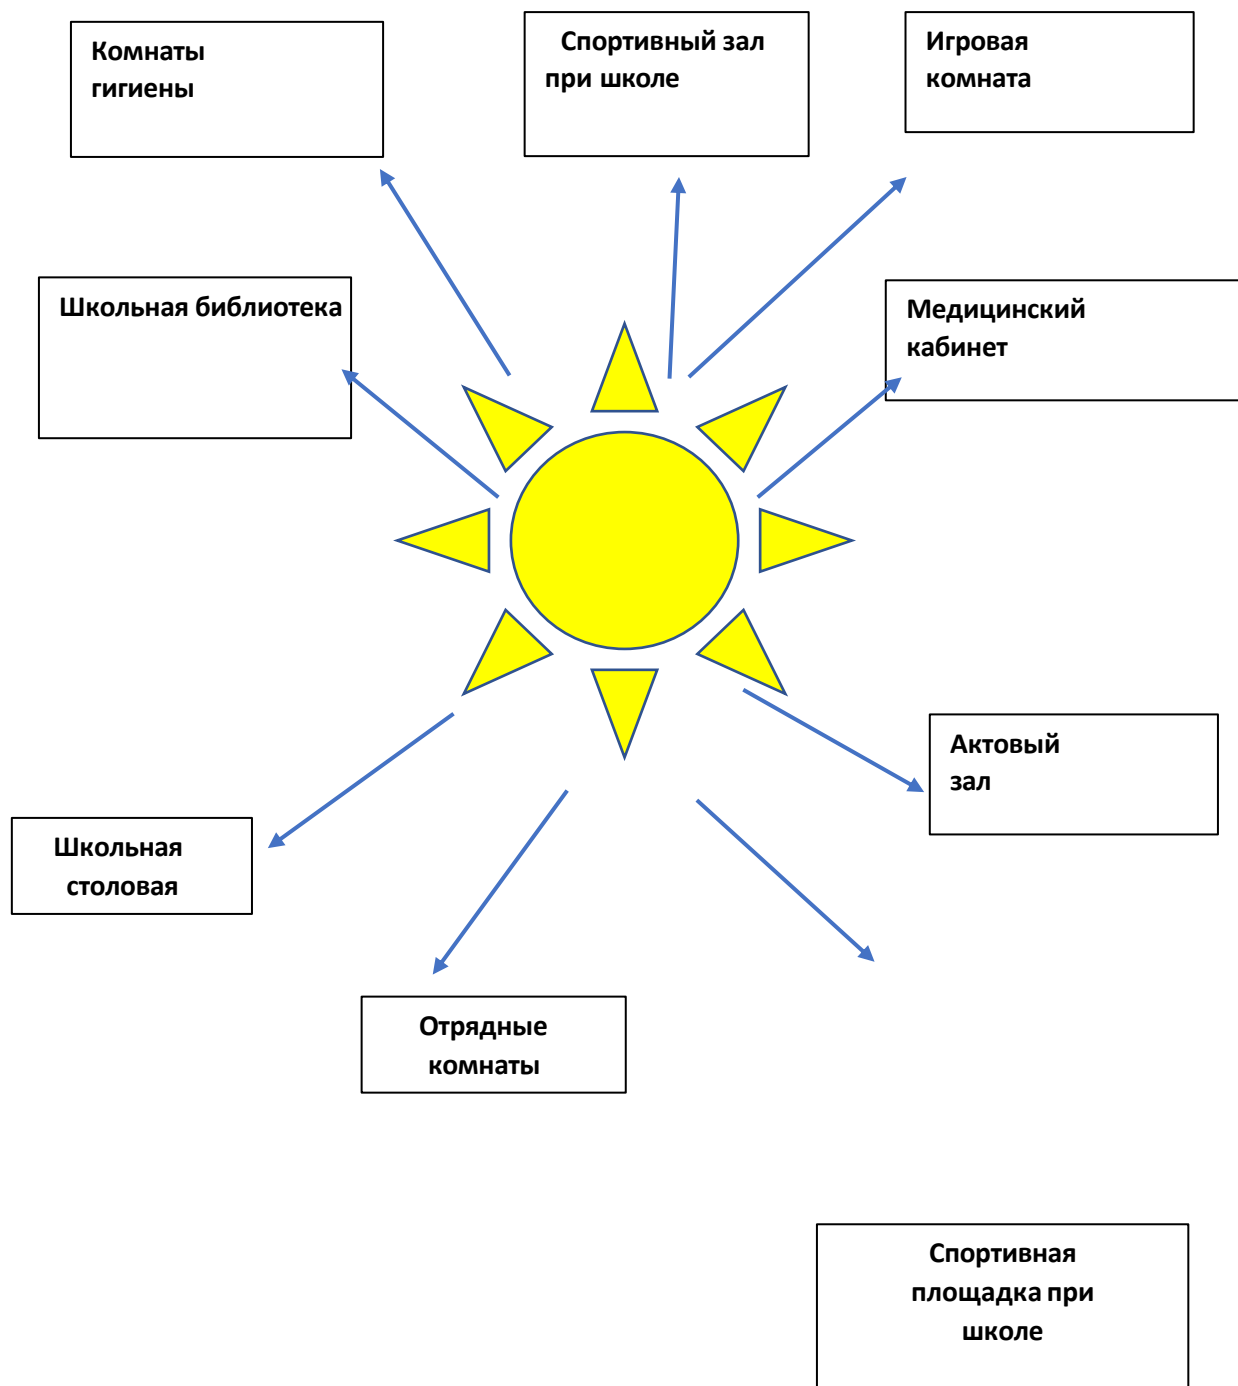 Комнаты
гигиены
Спортивный зал
при школе
Игровая
комната
Школьная библиотека
Медицинский
кабинет
Актовый
зал
Школьная
столовая
Отрядные
комнаты
Спортивная
площадка при
школе